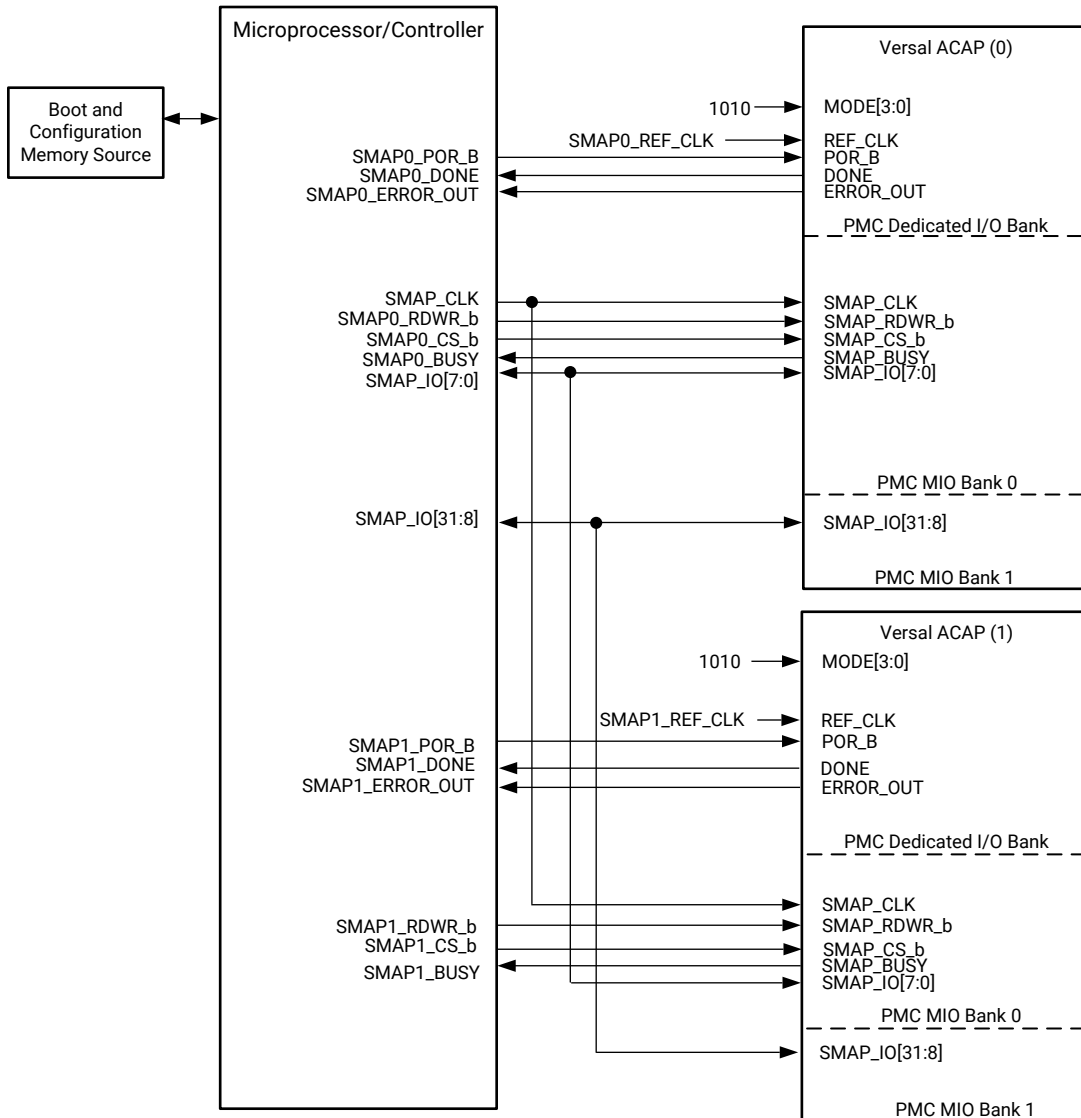 Microprocessor/Controller
Boot and
Configuration
Memory Source
SMAP0_POR_B
SMAP0_DONE
SMAP0_ERROR_OUT
SMAP_CLK
SMAP0_RDWR_b
SMAP0_CS_b
SMAP0_BUSY
SMAP_IO[7:0]
SMAP_IO[31:8]
SMAP1_POR_B
SMAP1_DONE
SMAP1_ERROR_OUT
SMAP1_RDWR_b
SMAP1_CS_b
SMAP1_BUSY
Versal ACAP (0)
1010
MODE[3:0]
SMAP0_REF_CLK
REF_CLK
POR_B
DONE
ERROR_OUT
PMC Dedicated I/O Bank
SMAP_CLK
SMAP_RDWR_b
SMAP_CS_b
SMAP_BUSY
SMAP_IO[7:0]
PMC MIO Bank 0
SMAP_IO[31:8]
PMC MIO Bank 1
Versal ACAP (1)
1010
MODE[3:0]
SMAP1_REF_CLK
REF_CLK
POR_B
DONE
ERROR_OUT
PMC Dedicated I/O Bank
SMAP_CLK
SMAP_RDWR_b
SMAP_CS_b
SMAP_BUSY
SMAP_IO[7:0]
PMC MIO Bank 0
SMAP_IO[31:8]
PMC MIO Bank 1